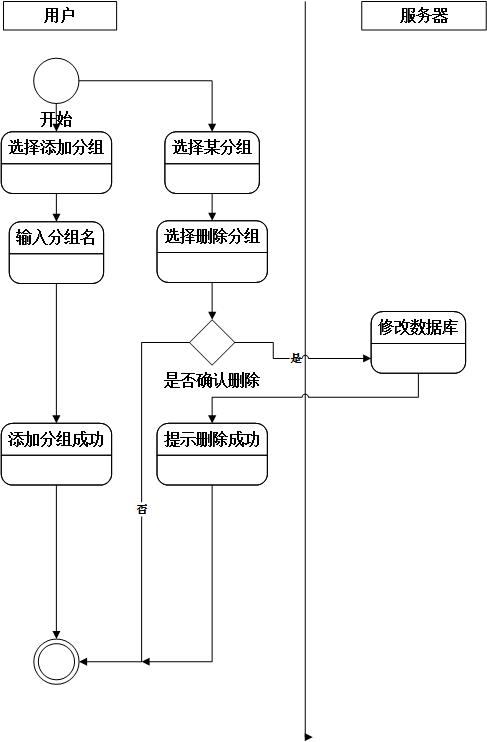 用户
服务器
开始
选择添加分组
选择某分组
输入分组名
选择删除分组
修改数据库
是
是否确认删除
添加分组成功
提示删除成功
否